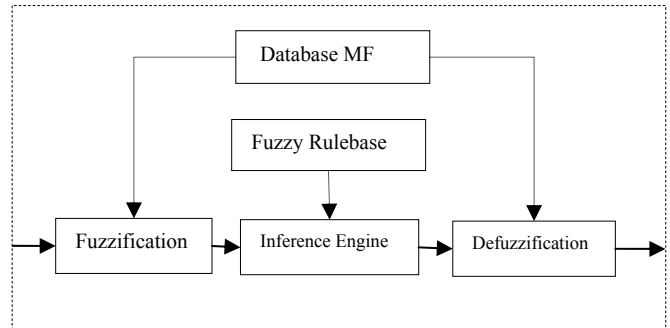 Database MF
Fuzzy Rulebase
Fuzzification
Inference Engine
Defuzzification